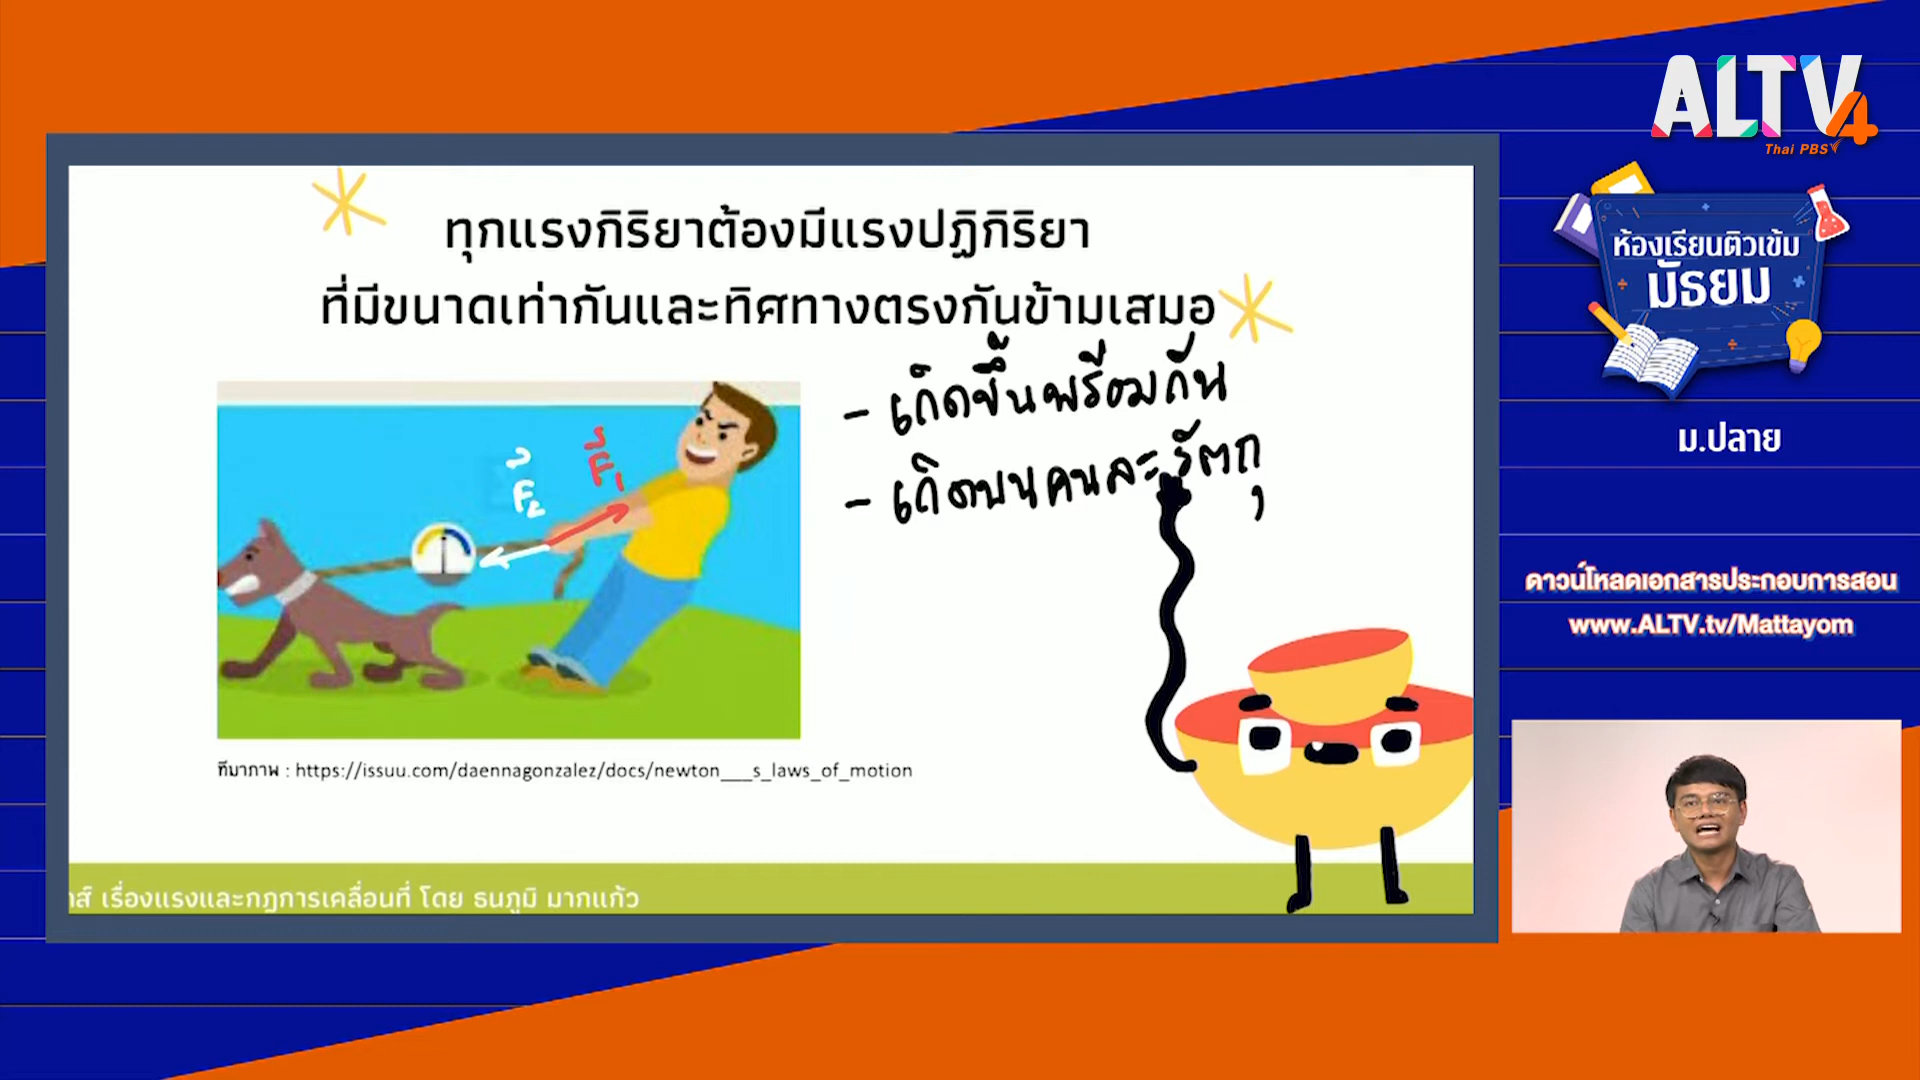 ALTV4
Thai PBS
ห้องเรียนติวเข้ม
มัธยม
ม.ปลาย
ดาวน์โหลดเอกสารประกอบการสอน
www.ALTV.tv/Mattayom
ทุกแรงกิริยาต้องมีแรงปฏิกิริยา
ที่มีขนาดเท่ากันและทิศทางตรงกันข้ามเสมอ
- เกิดขึ้นพร้อมกัน
- เกิดบนคนละวัตถุ
F₂
F₁
ที่มาภาพ : https://issuu.com/daennagonzalez/docs/newton___s_laws_of_motion
กส์ เรื่องแรงและกฎการเคลื่อนที่ โดย ธนภูมิ มากแก้ว